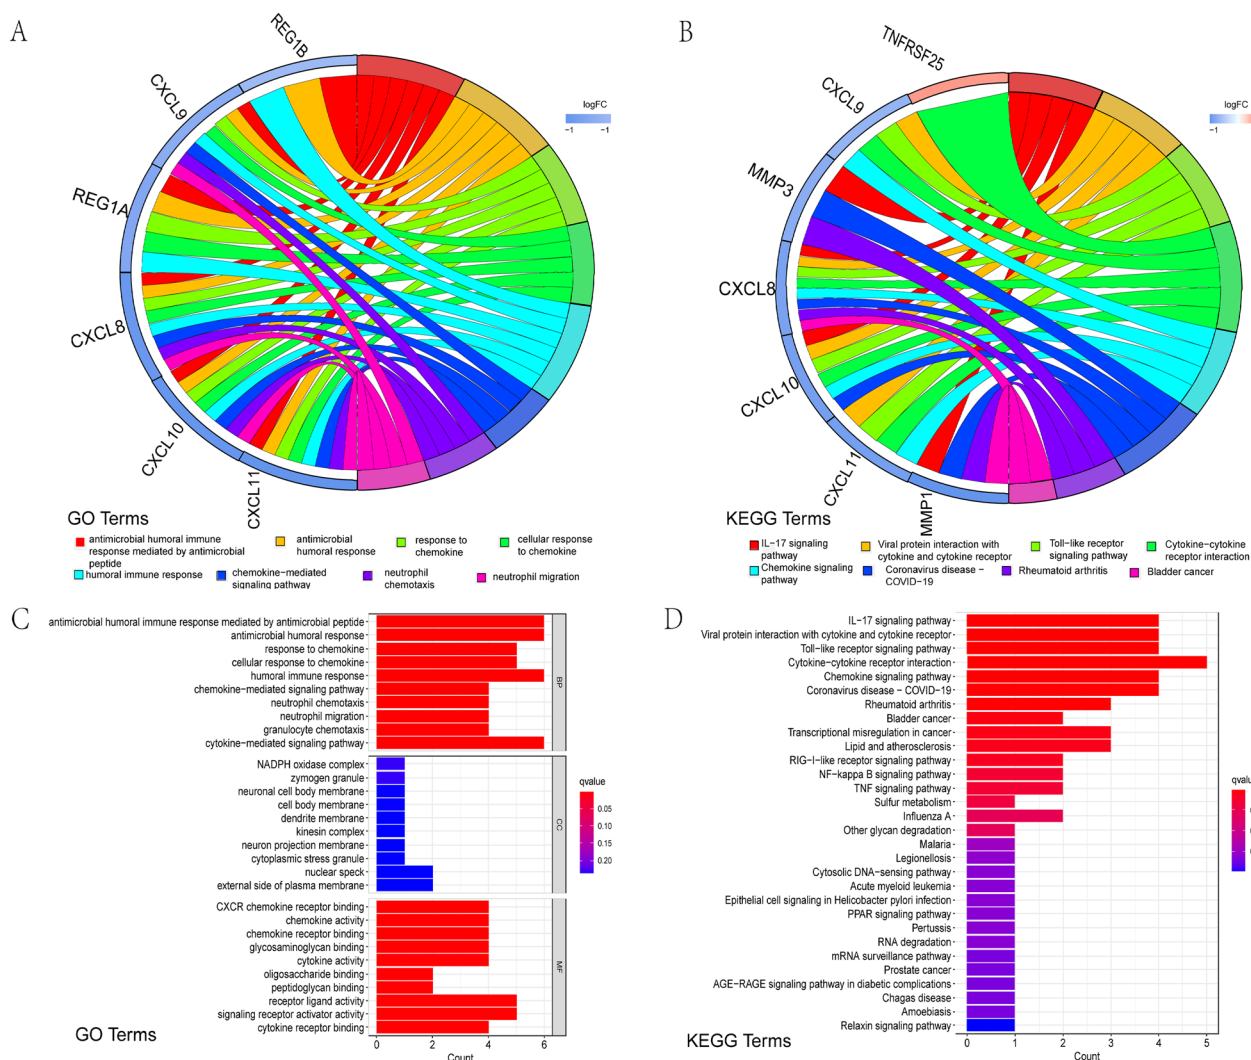 A
REG1B
CXCL9
REG1A
CXCL8
CXCL10
CXCL11
logFC
−1 −1
GO Terms
antimicrobial humoral immune
response mediated by antimicrobial
peptide
antimicrobial
humoral response
response to
chemokine
cellular response
to chemokine
humoral immune response
chemokine−mediated
signaling pathway
neutrophil
chemotaxis
neutrophil migration
B
TNFRSF25
CXCL9
MMP3
CXCL8
CXCL10
CXCL11
MMP1
logFC
−1
KEGG Terms
IL−17 signaling
pathway
Viral protein interaction with
cytokine and cytokine receptor
Toll−like receptor
signaling pathway
Cytokine−cytokine
receptor interaction
Chemokine signaling
pathway
Coronavirus disease −
COVID−19
Rheumatoid arthritis
Bladder cancer
C
antimicrobial humoral immune response mediated by antimicrobial peptide
antimicrobial humoral response
response to chemokine
cellular response to chemokine
humoral immune response
chemokine−mediated signaling pathway
neutrophil chemotaxis
neutrophil migration
granulocyte chemotaxis
cytokine−mediated signaling pathway
BP
NADPH oxidase complex
zymogen granule
neuronal cell body membrane
cell body membrane
dendrite membrane
kinesin complex
neuron projection membrane
cytoplasmic stress granule
nuclear speck
external side of plasma membrane
CC
CXCR chemokine receptor binding
chemokine activity
chemokine receptor binding
glycosaminoglycan binding
cytokine activity
oligosaccharide binding
peptidoglycan binding
receptor ligand activity
signaling receptor activator activity
cytokine receptor binding
MF
0 2 4 6
Count
GO Terms
qvalue
0.05
0.10
0.15
0.20
D
IL−17 signaling pathway
Viral protein interaction with cytokine and cytokine receptor
Toll−like receptor signaling pathway
Cytokine−cytokine receptor interaction
Chemokine signaling pathway
Coronavirus disease − COVID−19
Rheumatoid arthritis
Bladder cancer
Transcriptional misregulation in cancer
Lipid and atherosclerosis
RIG−I−like receptor signaling pathway
NF−kappa B signaling pathway
TNF signaling pathway
Sulfur metabolism
Influenza A
Other glycan degradation
Malaria
Legionellosis
Cytosolic DNA−sensing pathway
Acute myeloid leukemia
Epithelial cell signaling in Helicobacter pylori infection
PPAR signaling pathway
Pertussis
RNA degradation
mRNA surveillance pathway
Prostate cancer
AGE−RAGE signaling pathway in diabetic complications
Chagas disease
Amoebiasis
Relaxin signaling pathway
0 1 2 3 4 5
Count
KEGG Terms
qvalu